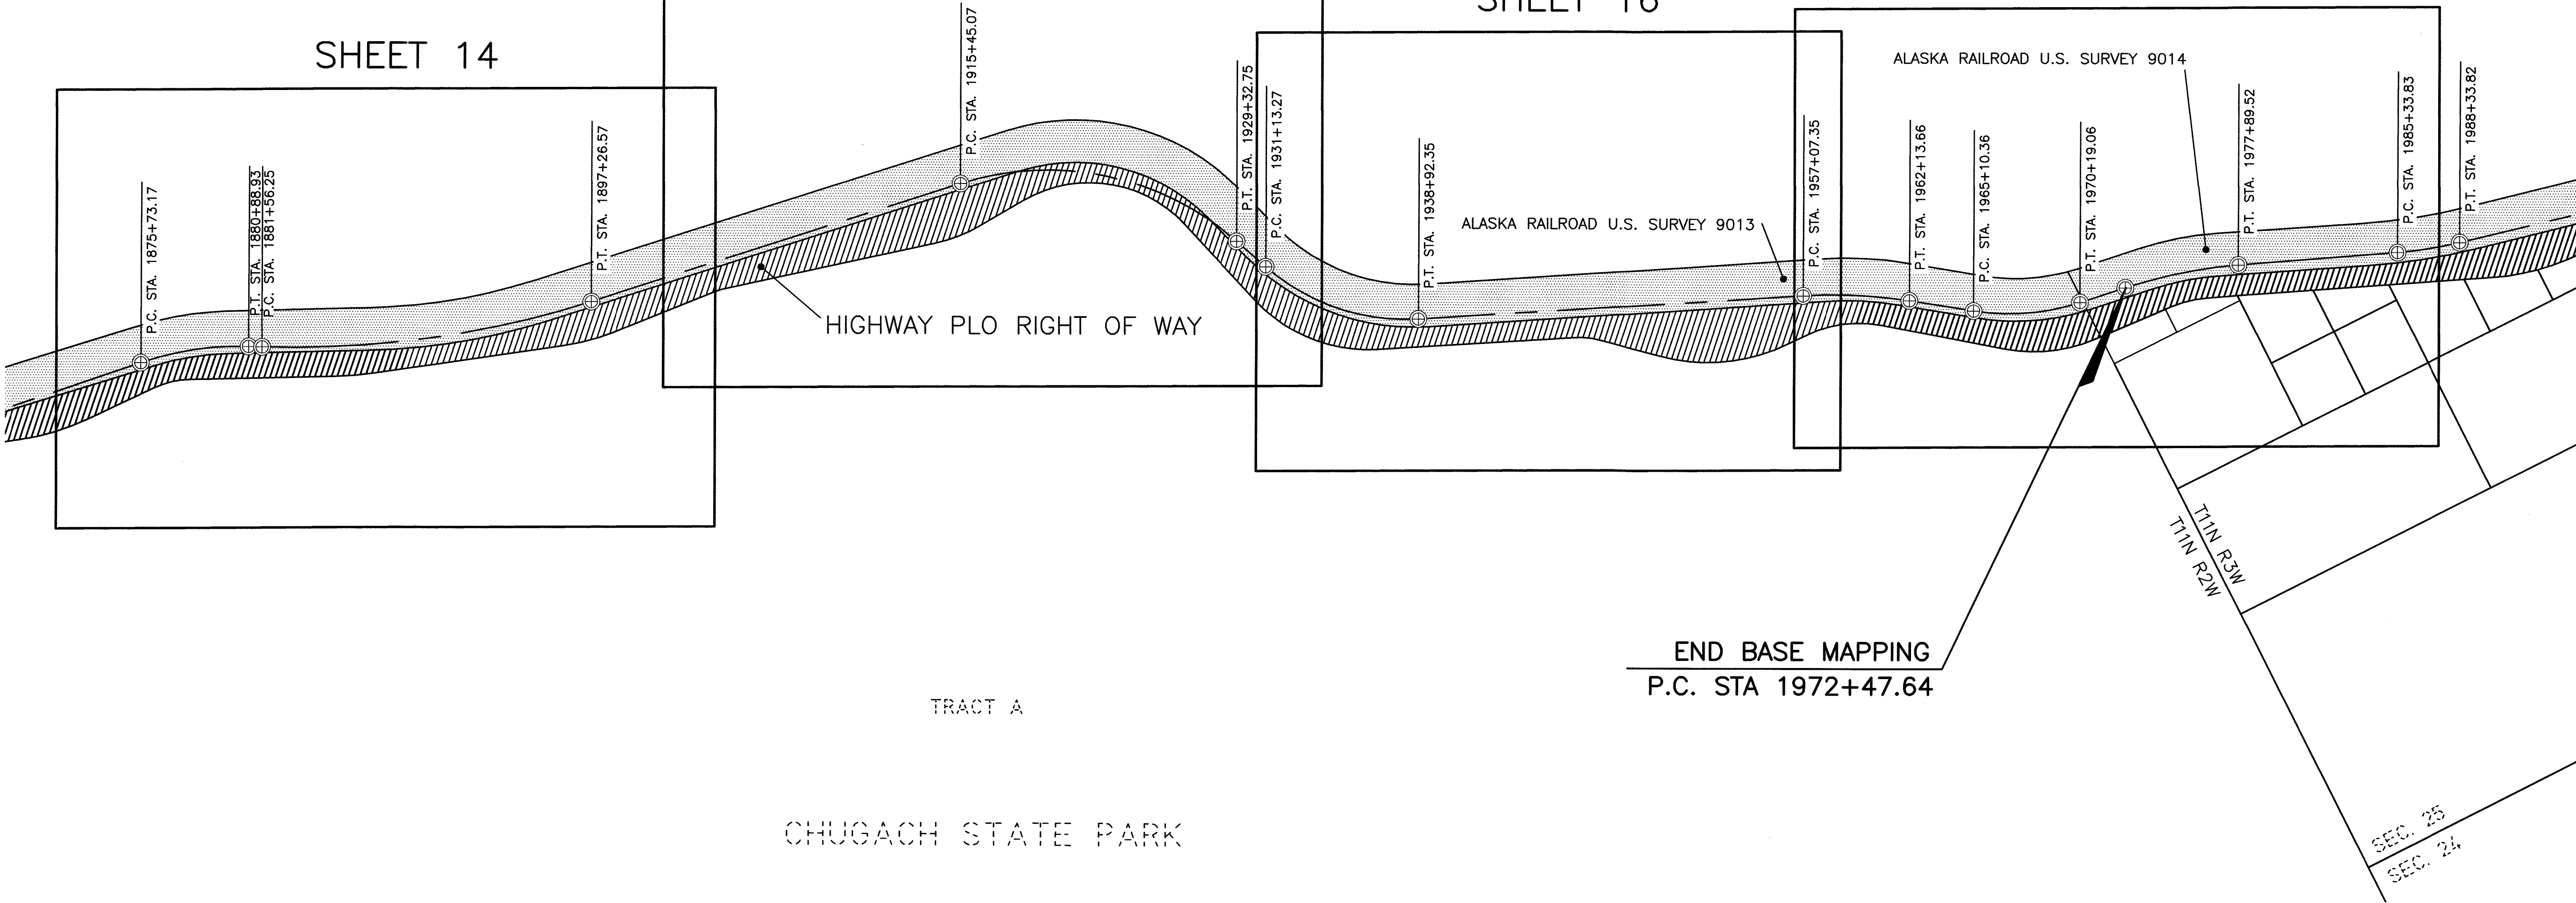 SHEET 14
SHEET 16
P.C. STA. 1875+73.17
P.T. STA. 1880+88.93
P.C. STA. 1881+56.25
P.T. STA. 1897+26.57
P.C. STA. 1915+45.07
P.T. STA. 1929+32.75
P.C. STA. 1931+13.27
P.T. STA. 1938+92.35
P.C. STA. 1957+07.35
P.T. STA. 1962+13.66
P.C. STA. 1965+10.36
P.T. STA. 1970+19.06
P.T. STA. 1977+89.52
P.C. STA. 1985+33.83
P.T. STA. 1988+33.82
ALASKA RAILROAD U.S. SURVEY 9014
ALASKA RAILROAD U.S. SURVEY 9013
HIGHWAY PLO RIGHT OF WAY
T11N R3W
T11N R2W
END BASE MAPPING
P.C. STA 1972+47.64
TRACT A
CHUGACH STATE PARK
SEC. 25
SEC. 24